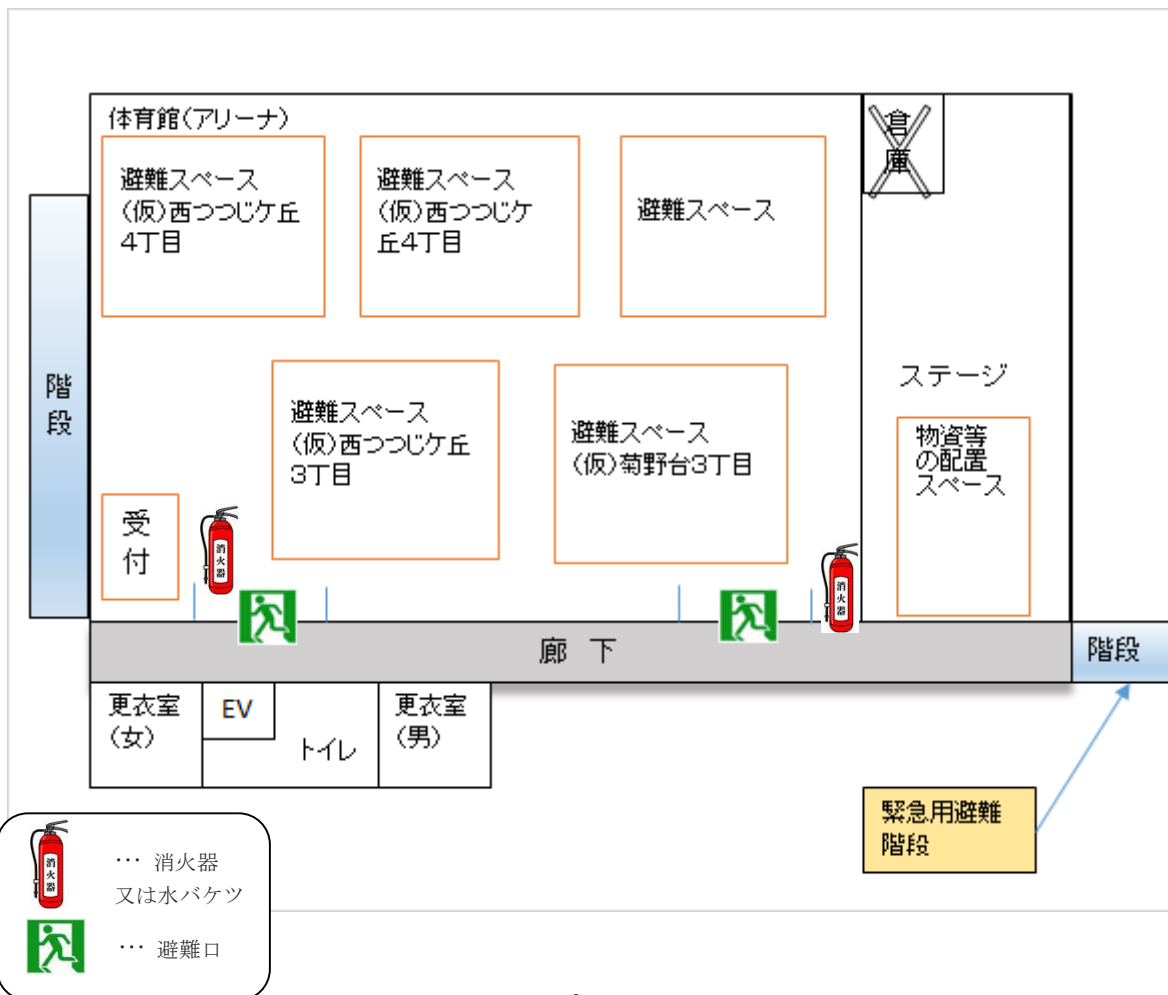 体育館(アリーナ)
避難スペース
(仮)西つつじケ丘
4丁目
避難スペース
(仮)西つつじケ
丘4丁目
避難スペース
倉
庫
階
段
避難スペース
(仮)西つつじケ丘
3丁目
避難スペース
(仮)菊野台3丁目
ステージ
物資等
の配置
スペース
受
付
消火器
消火器
廊 下
階段
更衣室
(女)
EV
トイレ
更衣室
(男)
緊急用避難
階段
消火器
… 消火器
又は水バケツ
… 避難口